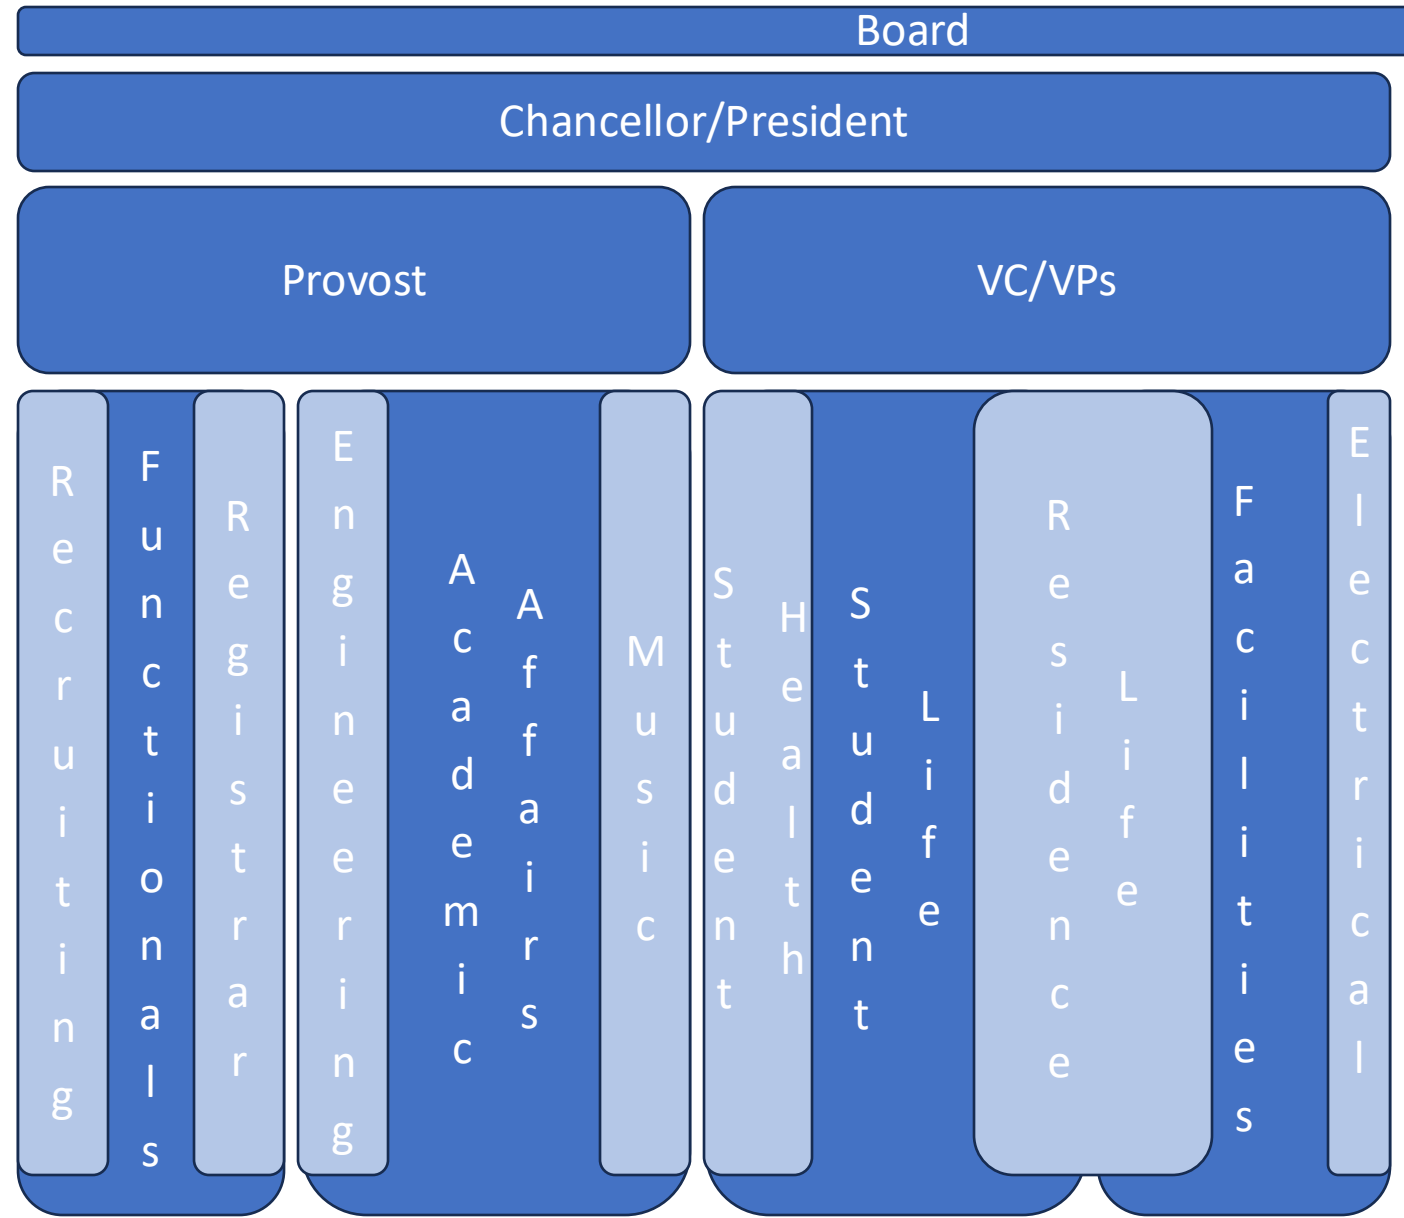 Board
Chancellor/President
Provost
VC/VPs
Recruiting
Functionals
Registrar
Engineering
Academic
Affairs
Music
Student
Health
Student
Life
Residence
Life
Facilities
Electrical